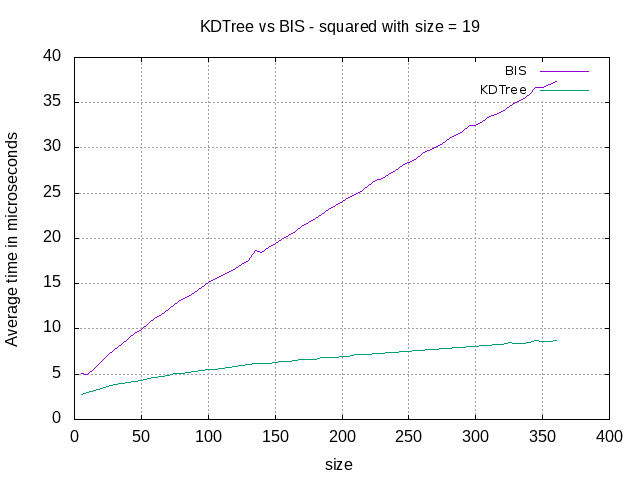 KDTree vs BIS - squared with size = 19
BIS
KDTree
40
35
30
25
20
15
10
5
0
0 50 100 150 200 250 300 350 400
Average time in microseconds
size